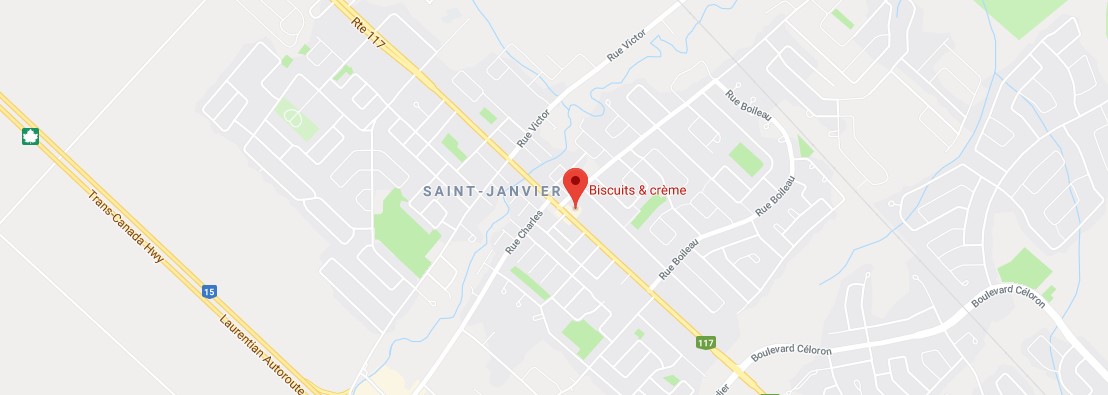 Rte 117
Rue Victor
Rue Boileau
Rue Victor
SAINT-JANVIER
Biscuits & crème
Rue Boileau
Trans-Canada Hwy
Rue Charles
Rue Boileau
15
Boulevard Céloron
Laurentian Autoroute
117
Boulevard Céloron